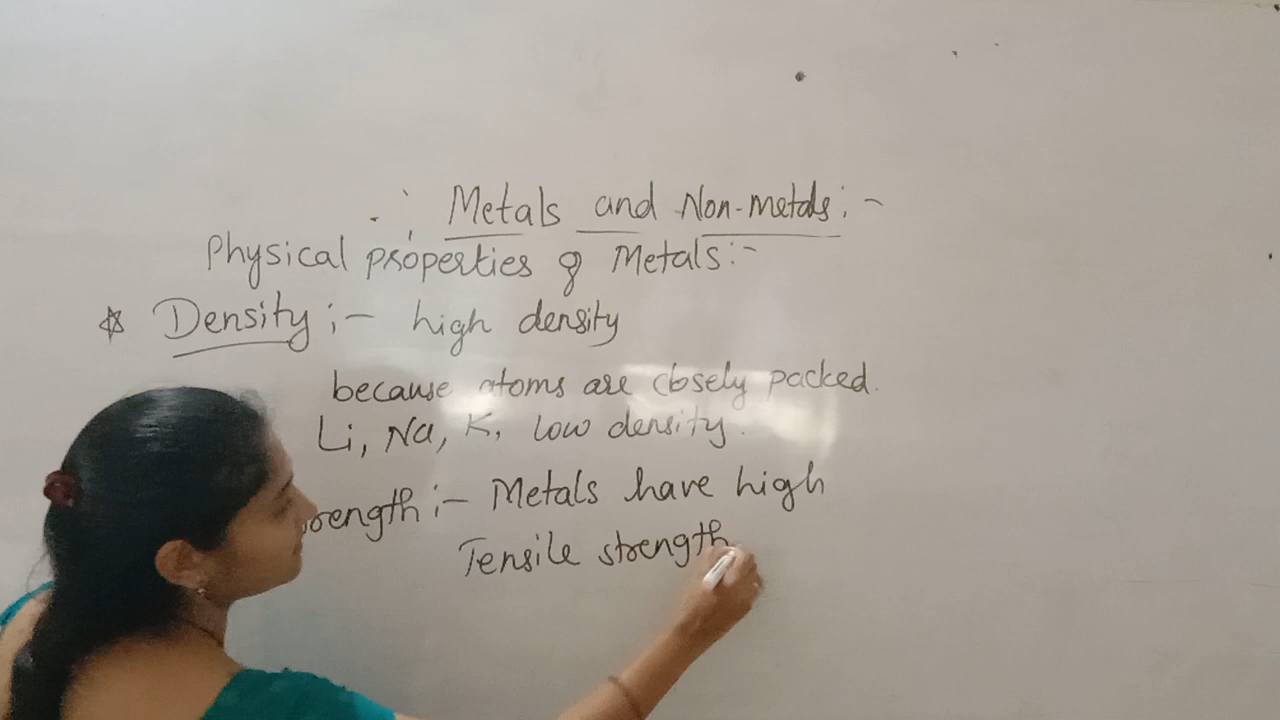 Metals and Non-metals :-
Physical properties of Metals:-
☆ Density :- high density
because atoms are closely packed.
Li, Na, K, low density.
:- Metals have high
Tensile strength